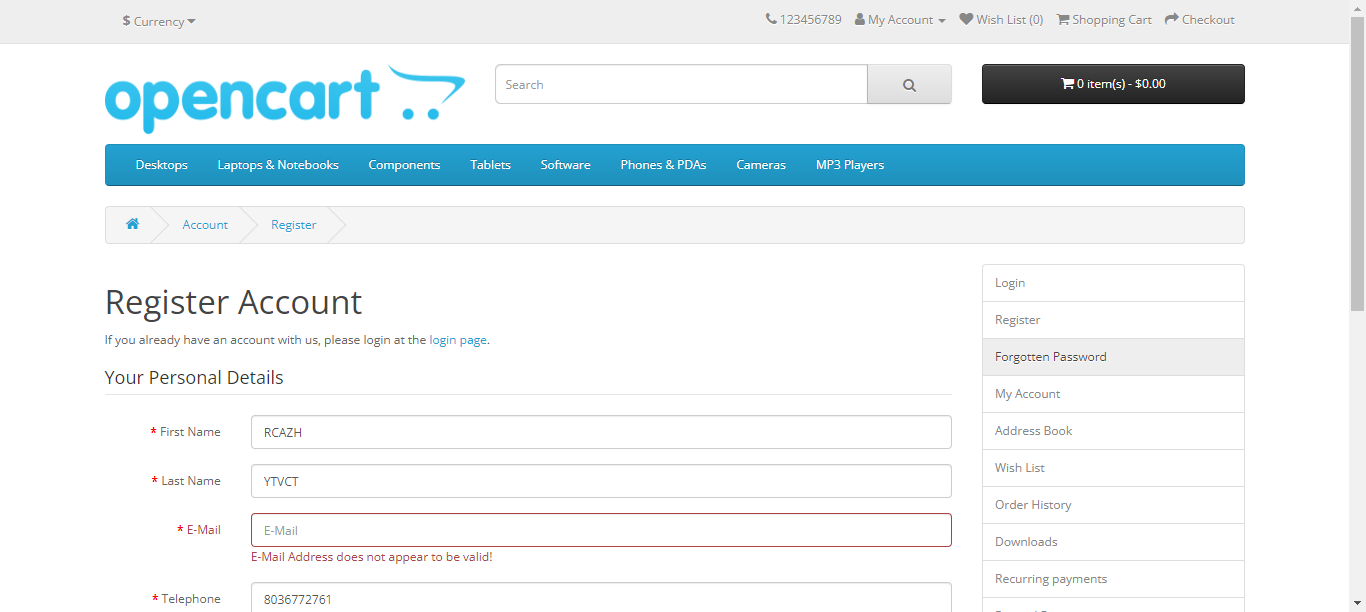 $ Currency
123456789 My Account Wish List (0) Shopping Cart Checkout
opencart
Search
0 item(s) - $0.00
Desktops Laptops & Notebooks Components Tablets Software Phones & PDAs Cameras MP3 Players
Account Register
Register Account
If you already have an account with us, please login at the login page.
Your Personal Details
* First Name RCAZH
* Last Name YTVCT
* E-Mail E-Mail
E-Mail Address does not appear to be valid!
* Telephone 8036772761
Login
Register
Forgotten Password
My Account
Address Book
Wish List
Order History
Downloads
Recurring payments